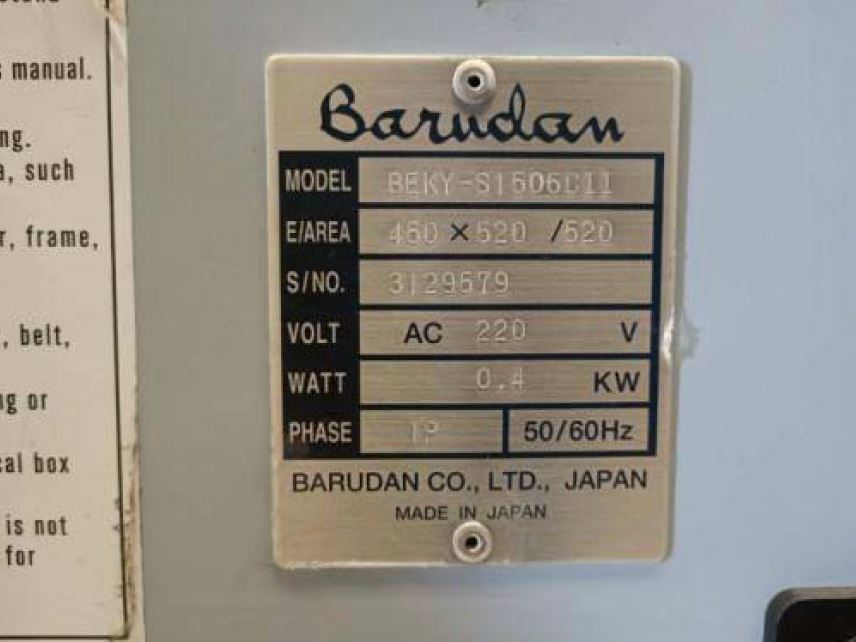 s manual.
ng.
a, such
r, frame,
, belt,
ng or
cal box
is not
for
Barudan
MODEL BEKY-S1506CII
E/AREA 450 × 520 /520
S/NO. 3129579
VOLT AC 220 V
WATT 0.4 KW
PHASE 1P 50/60Hz
BARUDAN CO., LTD., JAPAN
MADE IN JAPAN